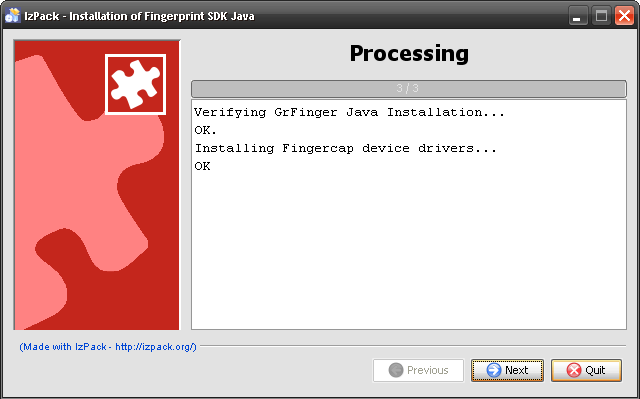 IzPack - Installation of Fingerprint SDK Java
Processing
3 / 3
Verifying GrFinger Java Installation...
OK.
Installing Fingercap device drivers...
OK
(Made with IzPack - http://izpack.org/)
Previous
Next
Quit